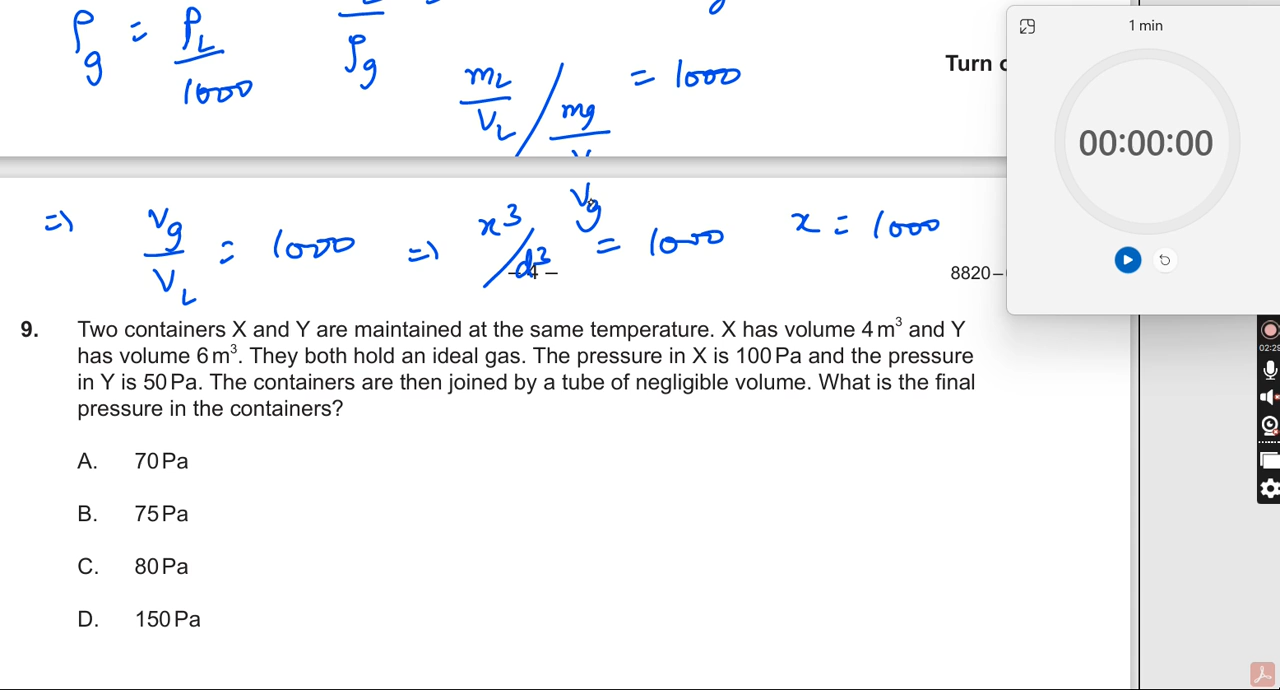 ρg = ρL / 1000
ρg
mL / VL / mg / Vg = 1000
Turn
⇒ Vg / VL = 1000 ⇒ x³ / d³ = 1000 x = 1000
– 4 –
8820–
9. Two containers X and Y are maintained at the same temperature. X has volume 4 m³ and Y
has volume 6 m³. They both hold an ideal gas. The pressure in X is 100 Pa and the pressure
in Y is 50 Pa. The containers are then joined by a tube of negligible volume. What is the final
pressure in the containers?
A. 70 Pa
B. 75 Pa
C. 80 Pa
D. 150 Pa
1 min
00:00:00